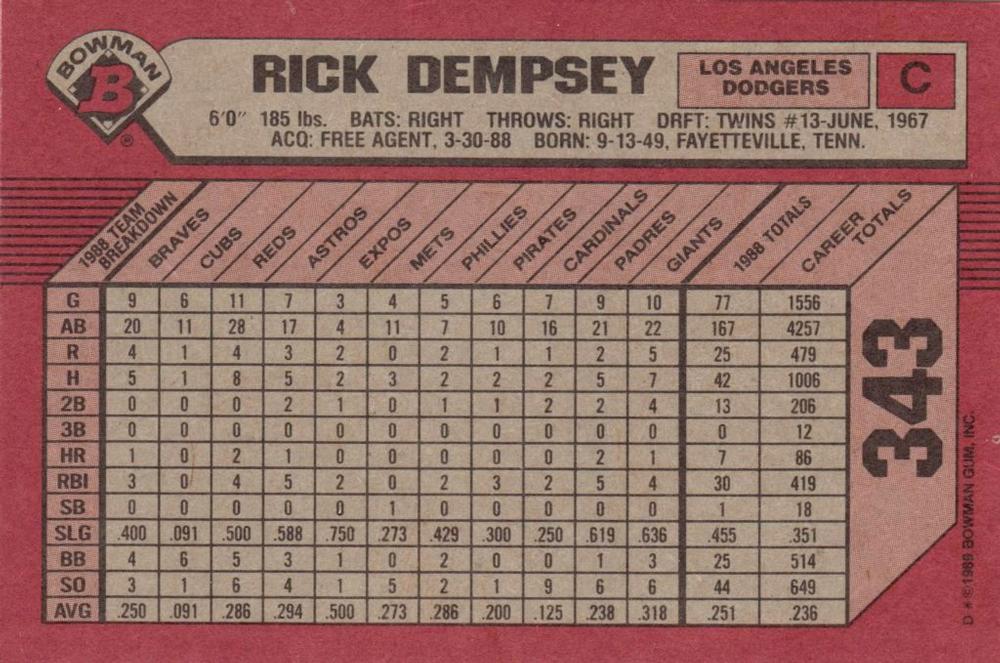 BOWMAN
B
®
RICK DEMPSEY
LOS ANGELES
DODGERS
C
6'0" 185 lbs. BATS: RIGHT THROWS: RIGHT DRFT: TWINS #13-JUNE, 1967
ACQ: FREE AGENT, 3-30-88 BORN: 9-13-49, FAYETTEVILLE, TENN.
1988 TEAM BREAKDOWN BRAVES CUBS REDS ASTROS EXPOS METS PHILLIES PIRATES CARDINALS PADRES GIANTS 1988 TOTALS CAREER TOTALS
G 9 6 11 7 3 4 5 6 7 9 10 77 1556
AB 20 11 28 17 4 11 7 10 16 21 22 167 4257
R 4 1 4 3 2 0 2 1 1 2 5 25 479
H 5 1 8 5 2 3 2 2 2 5 7 42 1006
2B 0 0 0 2 1 0 1 1 2 2 4 13 206
3B 0 0 0 0 0 0 0 0 0 0 0 0 12
HR 1 0 2 1 0 0 0 0 0 2 1 7 86
RBI 3 0 4 5 2 0 2 3 2 5 4 30 419
SB 0 0 0 0 0 1 0 0 0 0 0 1 18
SLG .400 .091 .500 .588 .750 .273 .429 .300 .250 .619 .636 .455 .351
BB 4 6 5 3 1 0 2 0 0 1 3 25 514
SO 3 1 6 4 1 5 2 1 9 6 6 44 649
AVG .250 .091 .286 .294 .500 .273 .286 .200 .125 .238 .318 .251 .236
343
D*©1989 BOWMAN GUM, INC.